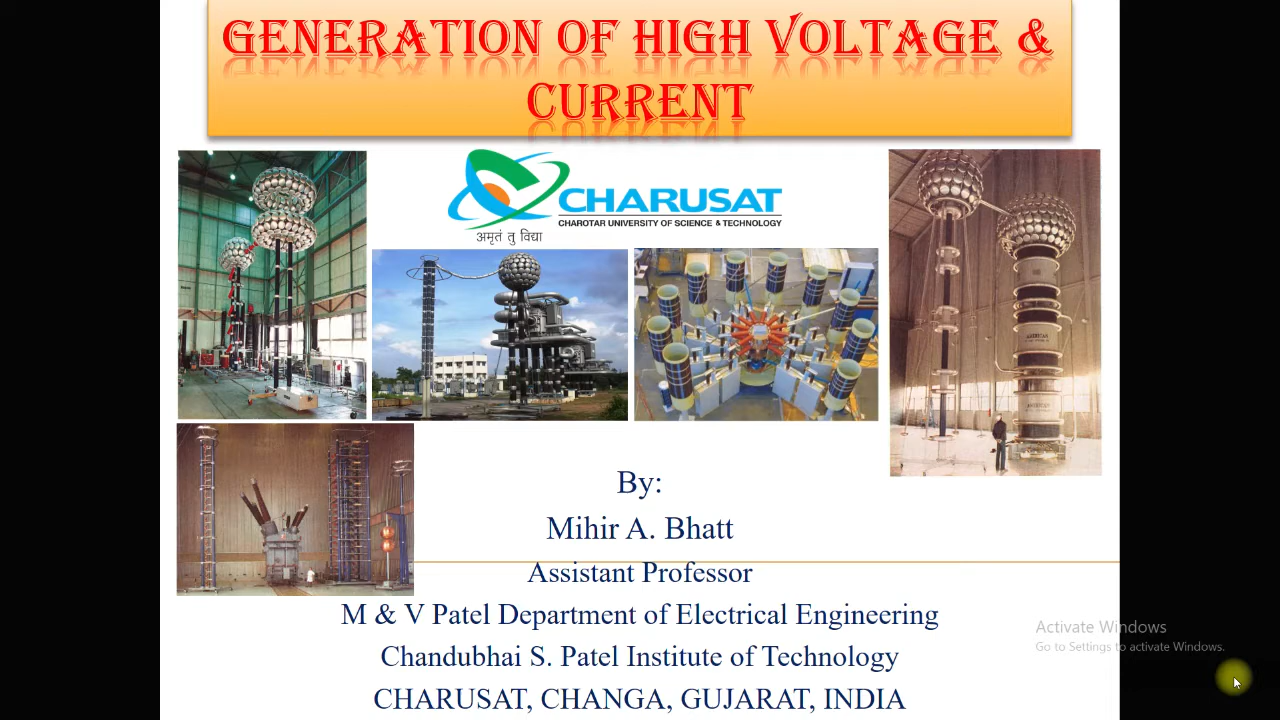 GENERATION OF HIGH VOLTAGE &
CURRENT
CHARUSAT
CHAROTAR UNIVERSITY OF SCIENCE & TECHNOLOGY
अमृतं तु विद्या
AMERICAN
AMERICAN
By:
Mihir A. Bhatt
Assistant Professor
M & V Patel Department of Electrical Engineering
Chandubhai S. Patel Institute of Technology
CHARUSAT, CHANGA, GUJARAT, INDIA
Activate Windows
Go to Settings to activate Windows.